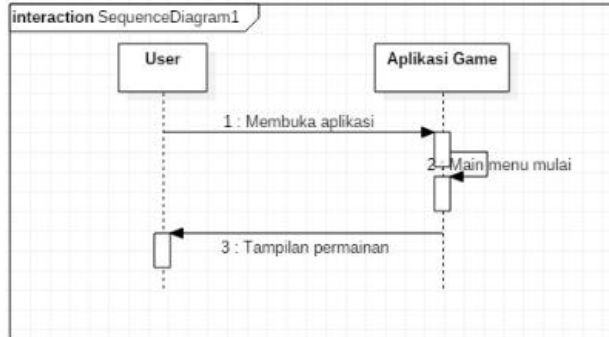 interaction SequenceDiagram1
User
Aplikasi Game
1 : Membuka aplikasi
2 : Main menu mulai
3 : Tampilan permainan